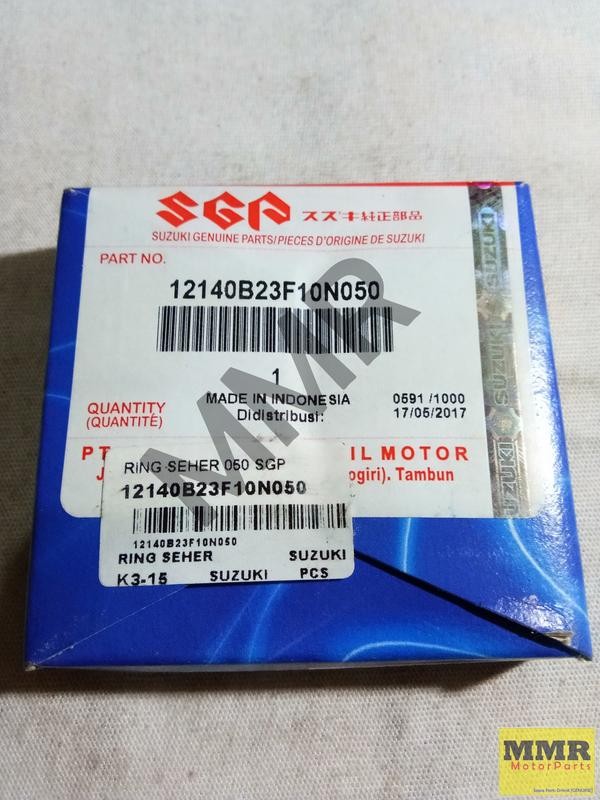 SGP スズキ純正部品
SUZUKI GENUINE PARTS/PIECES D'ORIGINE DE SUZUKI
PART NO.
12140B23F10N050
1
MADE IN INDONESIA 0591 /1000
QUANTITY Didistribusi: 17/05/2017
(QUANTITÉ)
PT IL MOTOR
ogiri). Tambun
RING SEHER 050 SGP
12140B23F10N050
12140B23F10N050
RING SEHER SUZUKI
K3-15 SUZUKI PCS
SUZUKI
SUZUKI
SUZUKI
MMR
MMR
MotorParts